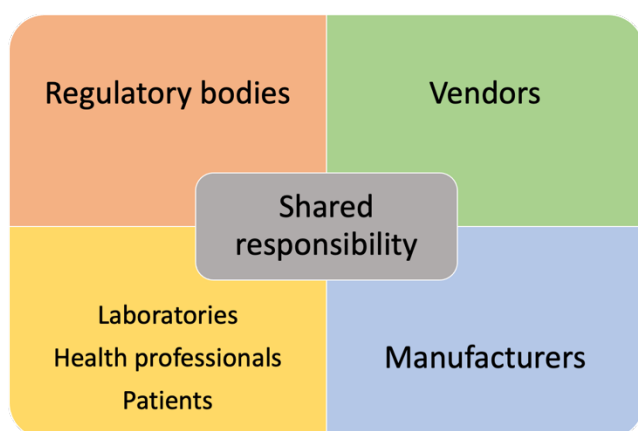 Regulatory bodies
Vendors
Shared
responsibility
Laboratories
Health professionals
Patients
Manufacturers